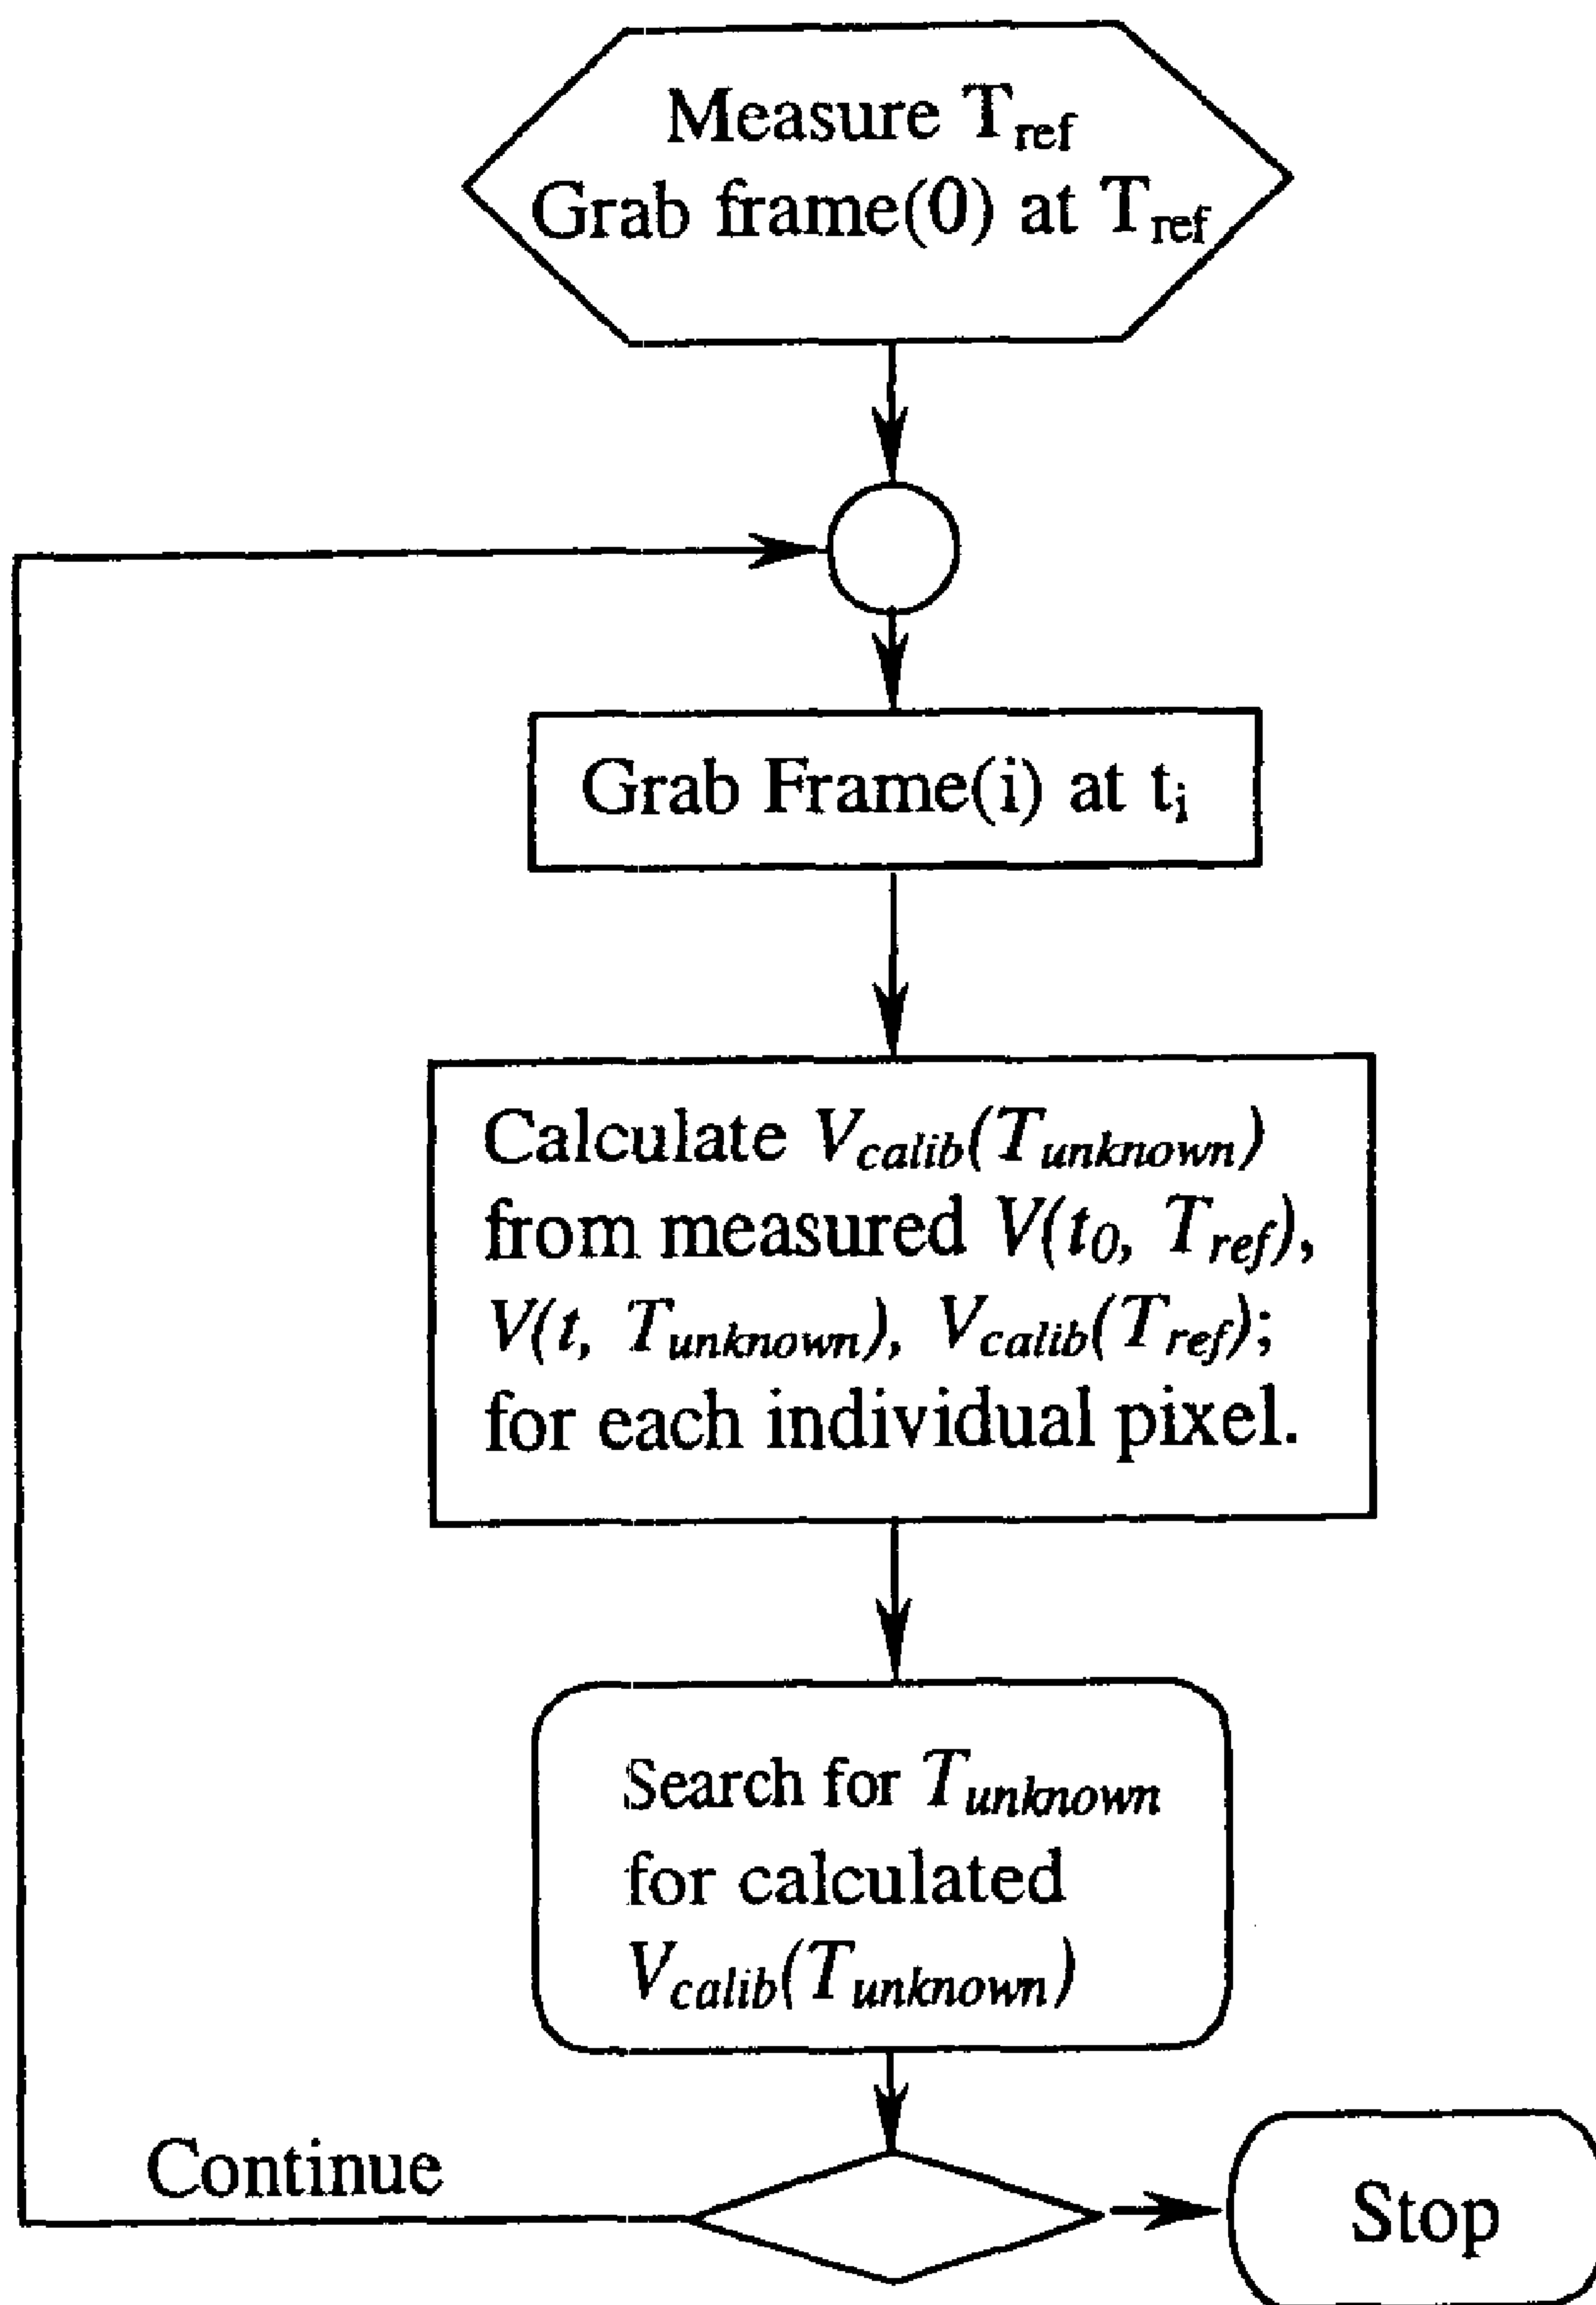 Measure T_ref
Grab frame(0) at T_ref
Grab Frame(i) at t_i
Calculate V_calib(T_unknown)
from measured V(t_0, T_ref),
V(t, T_unknown), V_calib(T_ref);
for each individual pixel.
Search for T_unknown
for calculated
V_calib(T_unknown)
Continue
Stop